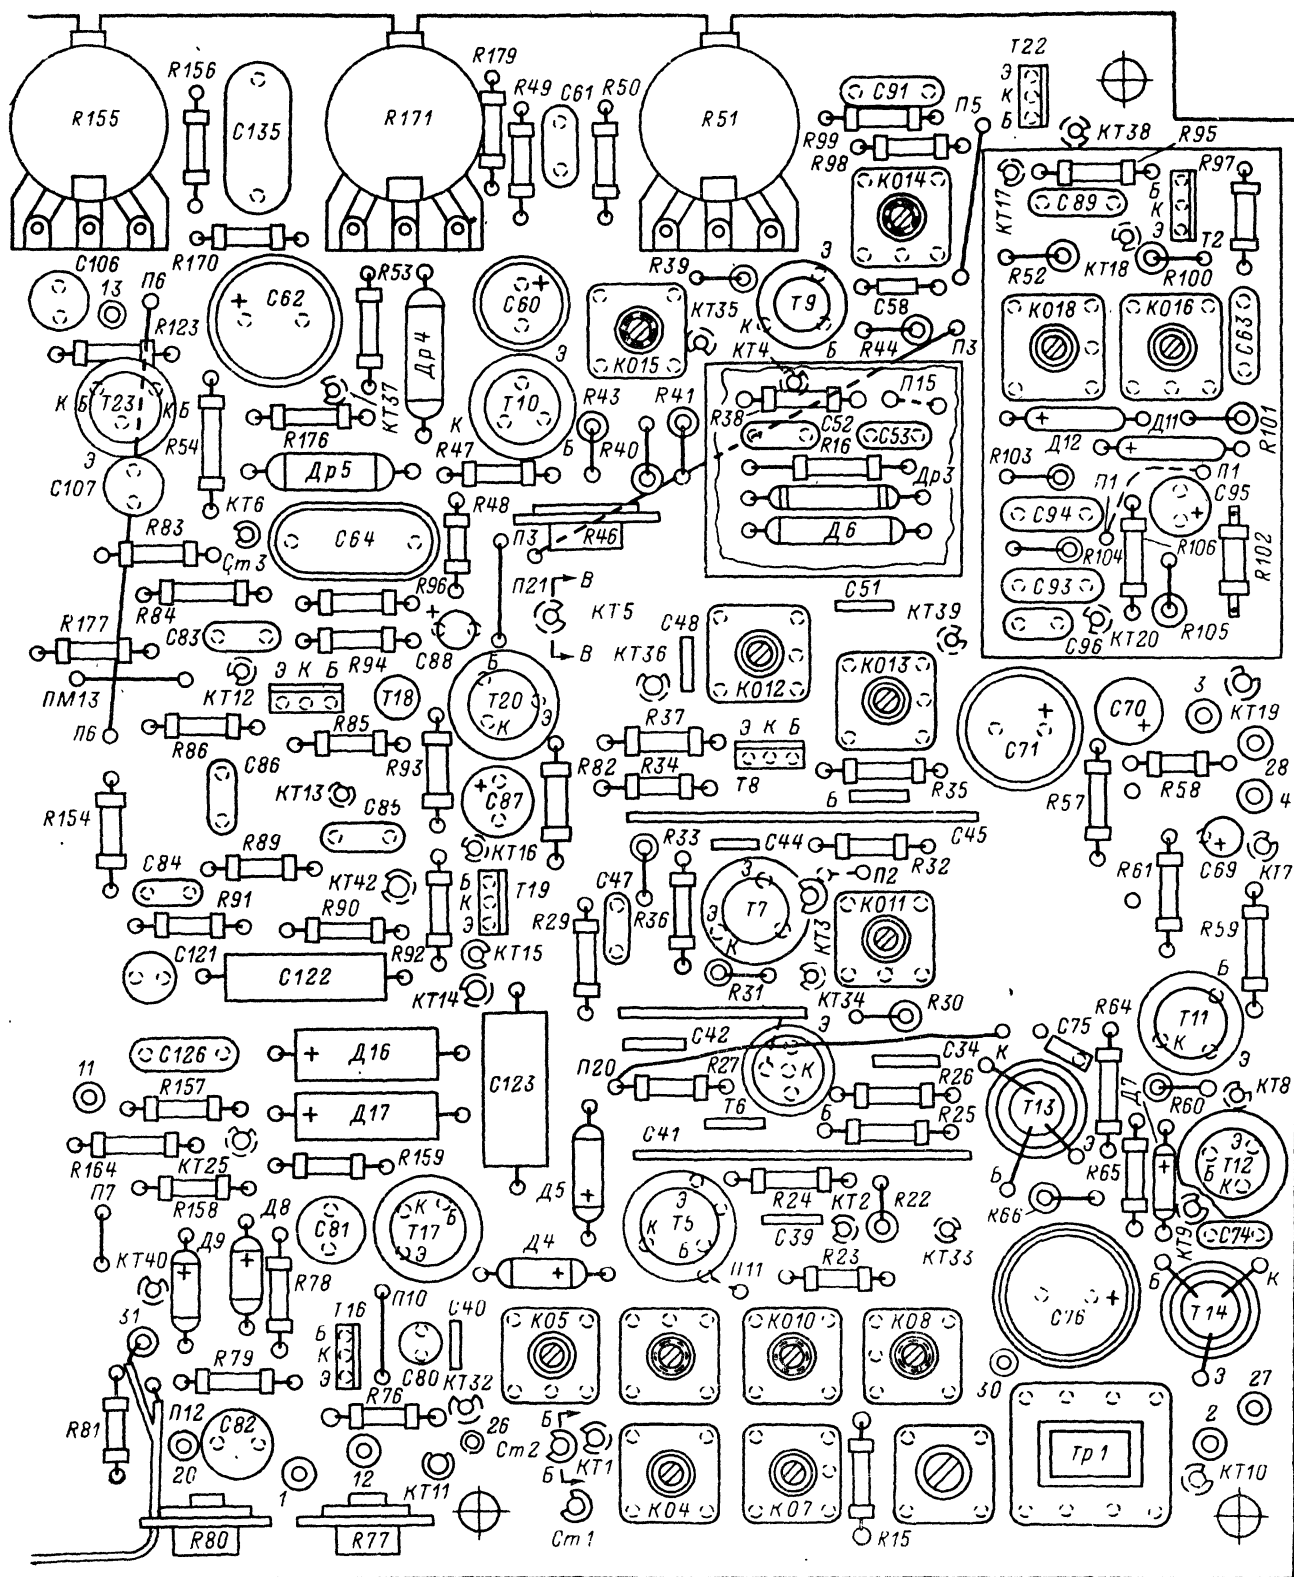 R155
R156
C135
R171
R179
R49
C61
R50
R51
C91
R99
R98
П5
T22
Э
К
Б
КТ38
R95
КО14
КТ17
C89
Б
К
Э
R97
R170
C106
13
П6
C62
R53
Др4
C60
R39
КТ35
T9
Э
К
Б
C58
R52
КТ18
T2
R100
R123
КО15
КТ4
R44
П3
КО18
КО16
C63
T23
К
Б
К
Б
Э
R54
R176
КТ37
T10
Э
К
Б
R43
R41
R38
П15
C52
C53
R16
Д11
Д12
R101
C107
Др5
R47
R40
Др3
R103
П1
П1
C95
КТ6
R48
R83
Ст3
C64
П3
R46
Д6
C94
R104
R106
R102
R84
R96
П21
В
КТ5
В
C51
C93
R177
C83
R94
C88
C48
КТ39
C96
КТ20
R105
ПМ13
КТ12
Э К Б
T18
Б
T20
К
Э
КТ36
КО12
КО13
C70
3
КТ19
П6
R86
R85
R93
R37
Э К Б
C71
28
C86
R82
R34
T8
R35
R57
R58
4
R154
КТ13
C85
C87
Б
C45
R89
КТ16
R33
C44
R32
R61
C69
КТ7
C84
КТ42
Б
К
Э
T19
C47
Э
T7
Э
К
П2
R91
R90
R92
R29
R36
КТ3
КО11
R59
C121
C122
КТ15
КТ14
R31
КТ34
R30
Б
T11
К
Э
C126
Д16
C123
C42
Э
К
C34
C75
R64
11
R157
П20
R27
R26
К
T13
Б
Э
Д7
R60
КТ8
Д17
T6
Б
R25
R164
КТ25
R159
C41
R65
Э
T12
Б
К
П7
R158
Д5
R24
КТ2
R22
R66
Д8
C81
К
Б
T17
Э
Э
T5
К
Б
C39
КТ33
КТ9
C74
Д9
КТ40
R78
Д4
П11
R23
Б
К
T14
Э
31
T16
Б
К
Э
П10
C40
КО5
КО10
КО8
C76
R79
C80
КТ32
30
27
П12
R76
R81
C82
26
Б
Ст2
Б
КТ1
2
20
1
12
КТ11
КО4
КО7
Тр1
КТ10
R80
R77
Ст1
R15